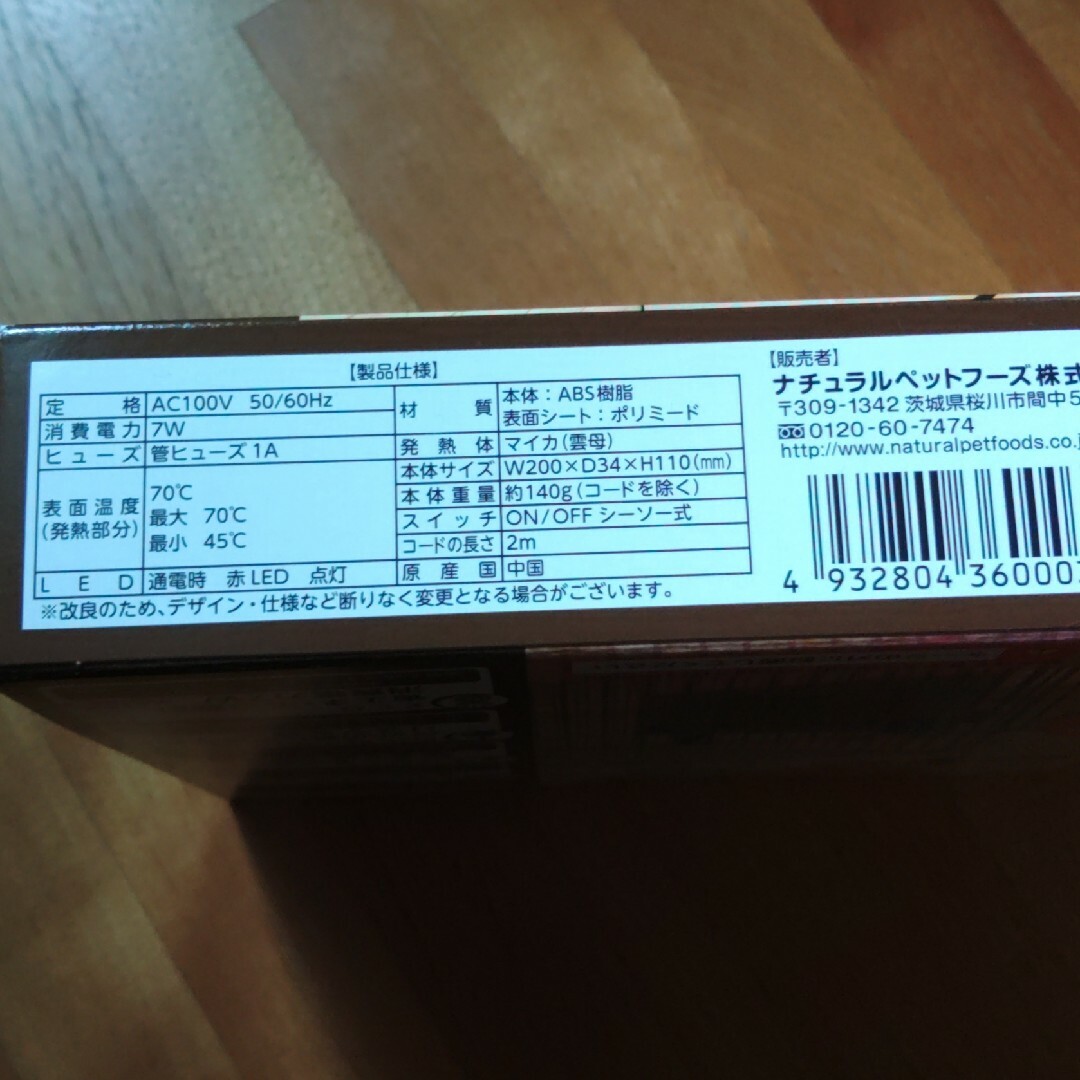 【製品仕様】
定格 AC100V 50/60Hz
消費電力 7W
ヒューズ 管ヒューズ1A
表面温度(発熱部分)
70℃
最大 70℃
最小 45℃
LED 通電時 赤LED 点灯
材質 本体：ABS樹脂
表面シート：ポリミード
発熱体 マイカ(雲母)
本体サイズ W200×D34×H110(mm)
本体重量 約140g(コードを除く)
スイッチ ON/OFFシーソー式
コードの長さ 2m
原産国 中国
※改良のため、デザイン・仕様など断りなく変更となる場合がございます。
【販売者】
ナチュラルペットフーズ株式
〒309-1342 茨城県桜川市間中5
0120-60-7474
http://www.naturalpetfoods.co.j
4 932804 36000